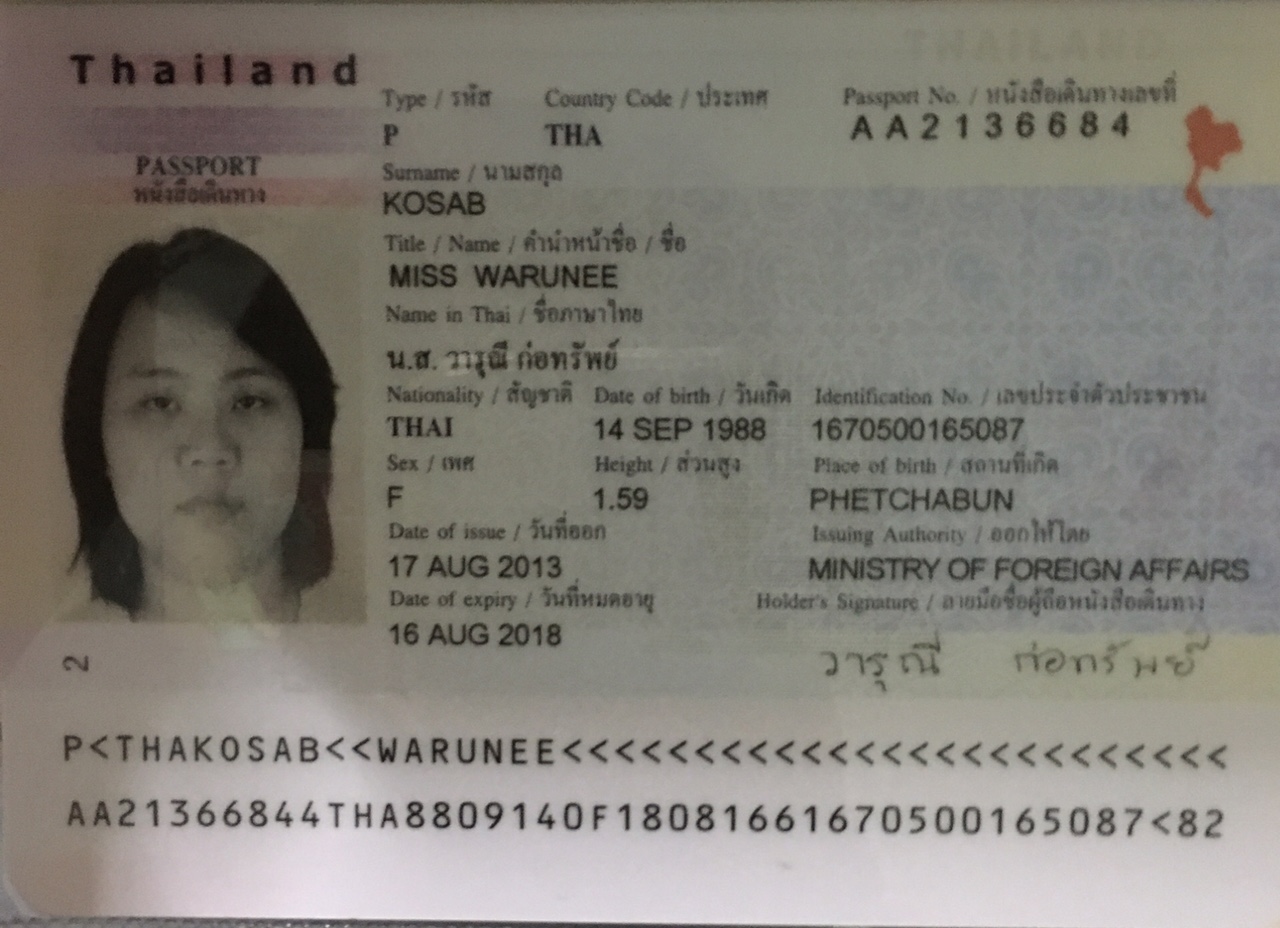 THAILAND
Thailand
Type / รหัส Country Code / ประเทศ Passport No. / หนังสือเดินทางเลขที่
P THA AA2136684
PASSPORT
หนังสือเดินทาง
Surname / นามสกุล
KOSAB
Title / Name / คำนำหน้าชื่อ / ชื่อ
MISS WARUNEE
Name in Thai / ชื่อภาษาไทย
น.ส. วารุณี ก่อทรัพย์
Nationality / สัญชาติ Date of birth / วันเกิด Identification No. / เลขประจำตัวประชาชน
THAI 14 SEP 1988 1670500165087
Sex / เพศ Height / ส่วนสูง Place of birth / สถานที่เกิด
F 1.59 PHETCHABUN
Date of issue / วันที่ออก Issuing Authority / ออกให้โดย
17 AUG 2013 MINISTRY OF FOREIGN AFFAIRS
Date of expiry / วันที่หมดอายุ Holder's Signature / ลายมือชื่อผู้ถือหนังสือเดินทาง
16 AUG 2018
วารุณี ก่อทรัพย์
2
P<THAKOSAB<<WARUNEE<<<<<<<<<<<<<<<<<<<<<<<<<
AA21366844THA8809140F18081661670500165087<82